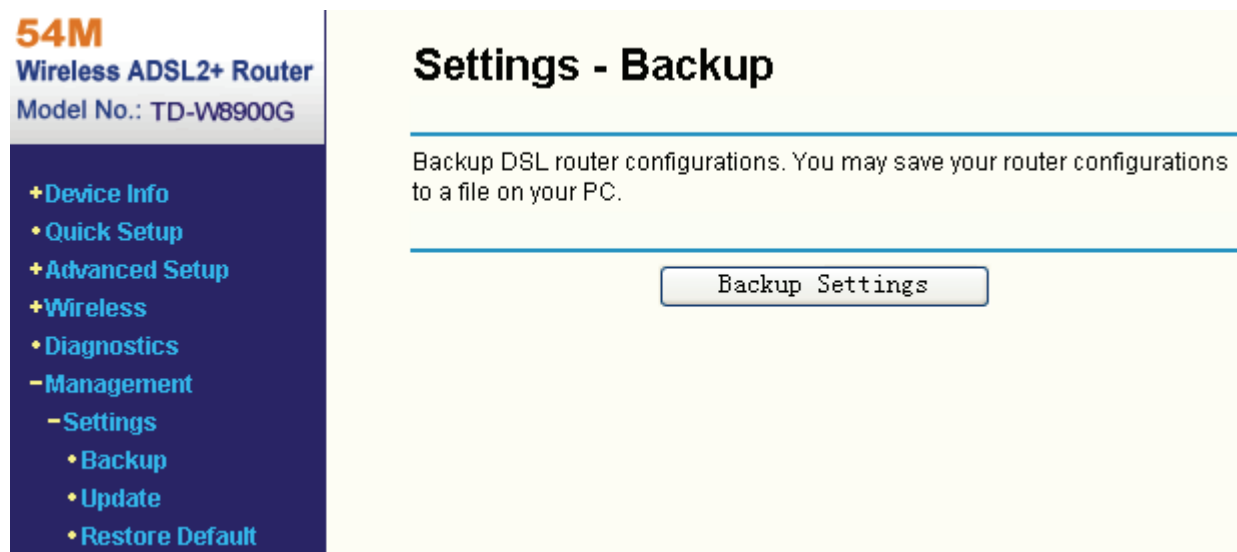 54M
Wireless ADSL2+ Router
Model No.: TD-W8900G
+Device Info
•Quick Setup
+Advanced Setup
+Wireless
•Diagnostics
-Management
-Settings
•Backup
•Update
•Restore Default
Settings - Backup
Backup DSL router configurations. You may save your router configurations
to a file on your PC.
Backup Settings